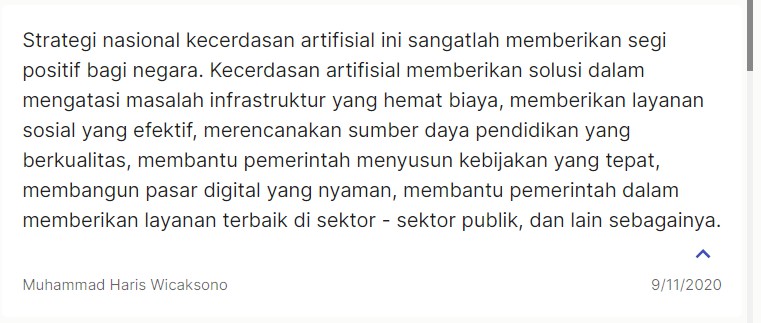 Strategi nasional kecerdasan artifisial ini sangatlah memberikan segi
positif bagi negara. Kecerdasan artifisial memberikan solusi dalam
mengatasi masalah infrastruktur yang hemat biaya, memberikan layanan
sosial yang efektif, merencanakan sumber daya pendidikan yang
berkualitas, membantu pemerintah menyusun kebijakan yang tepat,
membangun pasar digital yang nyaman, membantu pemerintah dalam
memberikan layanan terbaik di sektor - sektor publik, dan lain sebagainya.
Muhammad Haris Wicaksono 9/11/2020